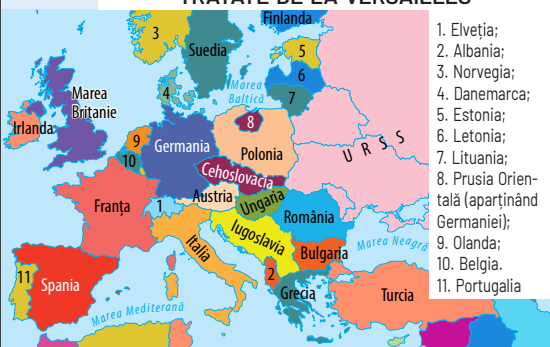 TRATATE DE LA VERSAILLES
Finlanda
3
Suedia
5
6
7
4
Marea
Baltică
Marea
Britanie
Irlanda
8
9
10
Germania
Polonia
U R S S
Cehoslovacia
Franța
1
Austria
Ungaria
România
Italia
Iugoslavia
Bulgaria
Marea Neagră
11
Spania
2
Grecia
Turcia
Marea Mediterană
1. Elveția;
2. Albania;
3. Norvegia;
4. Danemarca;
5. Estonia;
6. Letonia;
7. Lituania;
8. Prusia Orien-
tală (aparținând
Germaniei);
9. Olanda;
10. Belgia.
11. Portugalia